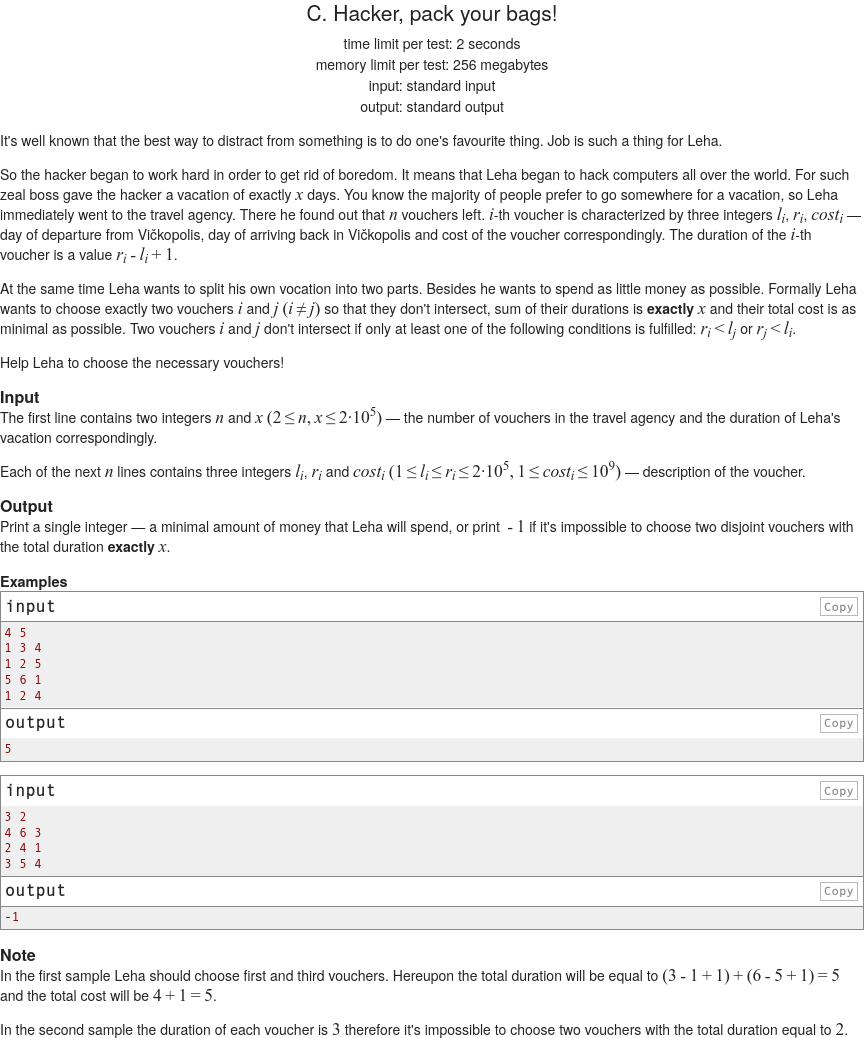 C. Hacker, pack your bags!
time limit per test: 2 seconds
memory limit per test: 256 megabytes
input: standard input
output: standard output
It's well known that the best way to distract from something is to do one's favourite thing. Job is such a thing for Leha.
So the hacker began to work hard in order to get rid of boredom. It means that Leha began to hack computers all over the world. For such
zeal boss gave the hacker a vacation of exactly x days. You know the majority of people prefer to go somewhere for a vacation, so Leha
immediately went to the travel agency. There he found out that n vouchers left. i-th voucher is characterized by three integers l_i, r_i, cost_i —
day of departure from Vičkopolis, day of arriving back in Vičkopolis and cost of the voucher correspondingly. The duration of the i-th
voucher is a value r_i - l_i + 1.
At the same time Leha wants to split his own vocation into two parts. Besides he wants to spend as little money as possible. Formally Leha
wants to choose exactly two vouchers i and j (i ≠ j) so that they don't intersect, sum of their durations is exactly x and their total cost is as
minimal as possible. Two vouchers i and j don't intersect if only at least one of the following conditions is fulfilled: r_i < l_j or r_j < l_i.
Help Leha to choose the necessary vouchers!
Input
The first line contains two integers n and x (2 ≤ n, x ≤ 2·10^5) — the number of vouchers in the travel agency and the duration of Leha's
vacation correspondingly.
Each of the next n lines contains three integers l_i, r_i and cost_i (1 ≤ l_i ≤ r_i ≤ 2·10^5, 1 ≤ cost_i ≤ 10^9) — description of the voucher.
Output
Print a single integer — a minimal amount of money that Leha will spend, or print - 1 if it's impossible to choose two disjoint vouchers with
the total duration exactly x.
Examples
input Copy
4 5
1 3 4
1 2 5
5 6 1
1 2 4
output Copy
5
input Copy
3 2
4 6 3
2 4 1
3 5 4
output Copy
-1
Note
In the first sample Leha should choose first and third vouchers. Hereupon the total duration will be equal to (3 - 1 + 1) + (6 - 5 + 1) = 5
and the total cost will be 4 + 1 = 5.
In the second sample the duration of each voucher is 3 therefore it's impossible to choose two vouchers with the total duration equal to 2.